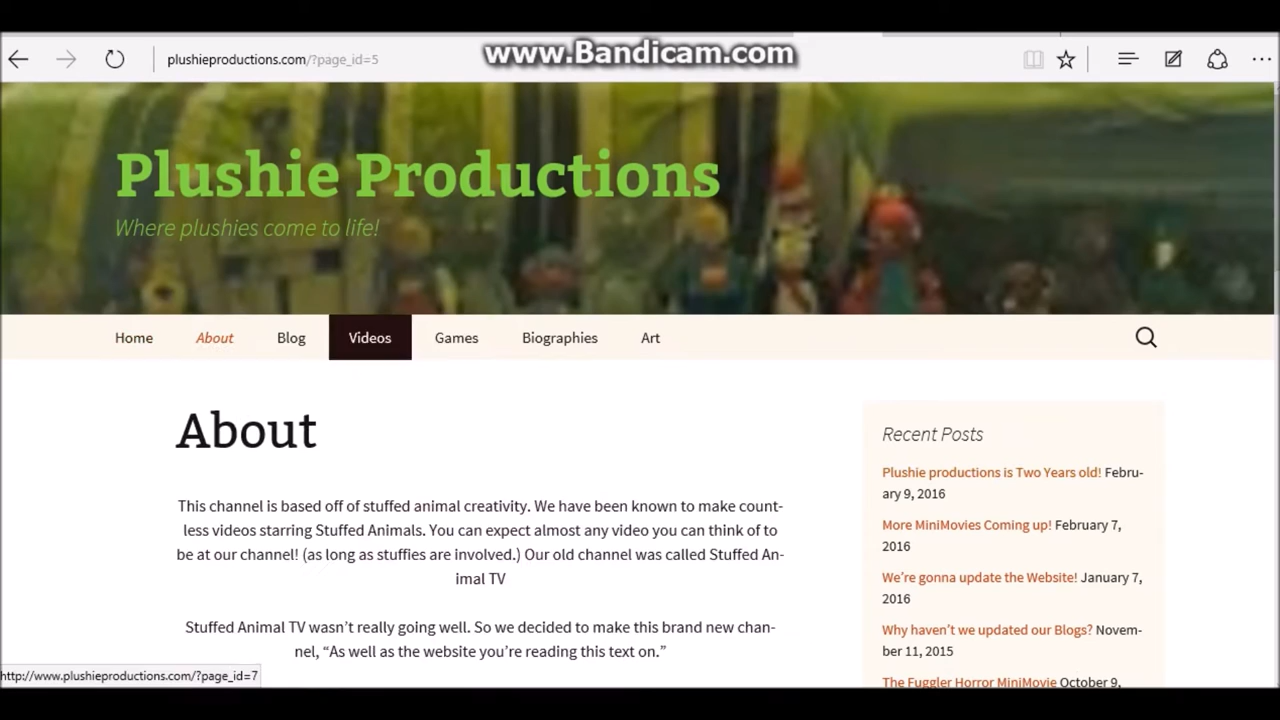 www.Bandicam.com
plushieproductions.com/?page_id=5
Plushie Productions
Where plushies come to life!
Home About Blog Videos Games Biographies Art
About
This channel is based off of stuffed animal creativity. We have been known to make count-
less videos starring Stuffed Animals. You can expect almost any video you can think of to
be at our channel! (as long as stuffies are involved.) Our old channel was called Stuffed An-
imal TV
Stuffed Animal TV wasn't really going well. So we decided to make this brand new chan-
nel, “As well as the website you're reading this text on.”
Recent Posts
Plushie productions is Two Years old! Febru-
ary 9, 2016
More MiniMovies Coming up! February 7,
2016
We're gonna update the Website! January 7,
2016
Why haven't we updated our Blogs? Novem-
ber 11, 2015
The Fuggler Horror MiniMovie October 9,
http://www.plushieproductions.com/?page_id=7